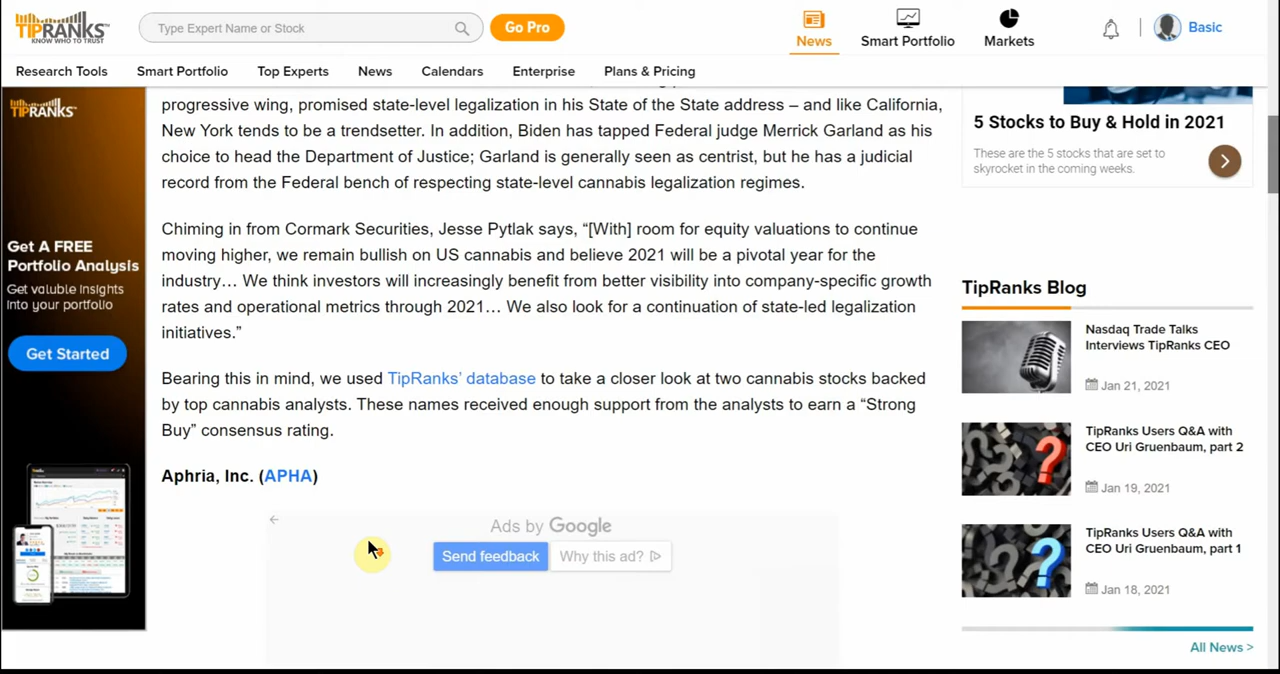 TIPRANKS
KNOW WHO TO TRUST
Type Expert Name or Stock
Go Pro
News
Smart Portfolio
Markets
Basic
Research Tools
Smart Portfolio
Top Experts
News
Calendars
Enterprise
Plans & Pricing
TIPRANKS
Get A FREE
Portfolio Analysis
Get valuble insights
into your portfolio
Get Started
progressive wing, promised state-level legalization in his State of the State address – and like California,
New York tends to be a trendsetter. In addition, Biden has tapped Federal judge Merrick Garland as his
choice to head the Department of Justice; Garland is generally seen as centrist, but he has a judicial
record from the Federal bench of respecting state-level cannabis legalization regimes.
Chiming in from Cormark Securities, Jesse Pytlak says, “[With] room for equity valuations to continue
moving higher, we remain bullish on US cannabis and believe 2021 will be a pivotal year for the
industry… We think investors will increasingly benefit from better visibility into company-specific growth
rates and operational metrics through 2021… We also look for a continuation of state-led legalization
initiatives.”
Bearing this in mind, we used TipRanks’ database to take a closer look at two cannabis stocks backed
by top cannabis analysts. These names received enough support from the analysts to earn a “Strong
Buy” consensus rating.
Aphria, Inc. (APHA)
Ads by Google
Send feedback
Why this ad?
5 Stocks to Buy & Hold in 2021
These are the 5 stocks that are set to
skyrocket in the coming weeks.
TipRanks Blog
Nasdaq Trade Talks
Interviews TipRanks CEO
Jan 21, 2021
TipRanks Users Q&A with
CEO Uri Gruenbaum, part 2
Jan 19, 2021
TipRanks Users Q&A with
CEO Uri Gruenbaum, part 1
Jan 18, 2021
All News >